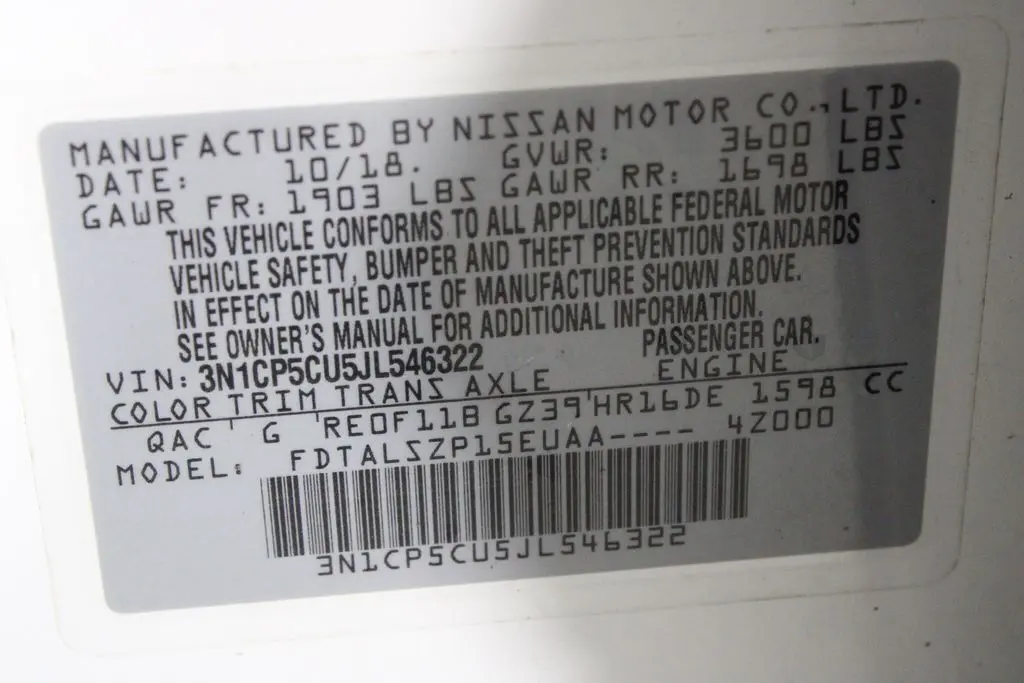 MANUFACTURED BY NISSAN MOTOR CO., LTD.
DATE: 10/18. GVWR: 3600 LBS
GAWR FR: 1903 LBS GAWR RR: 1698 LBS
THIS VEHICLE CONFORMS TO ALL APPLICABLE FEDERAL MOTOR
VEHICLE SAFETY, BUMPER AND THEFT PREVENTION STANDARDS
IN EFFECT ON THE DATE OF MANUFACTURE SHOWN ABOVE.
SEE OWNER'S MANUAL FOR ADDITIONAL INFORMATION.
VIN: 3N1CP5CU5JL546322 PASSENGER CAR.
COLOR TRIM TRANS AXLE ENGINE
QAC ' G ' RE0F11B GZ39 ' HR16DE 1598 CC
MODEL: FDTALSZP15EUAA---- 4Z000
3N1CP5CU5JL546322